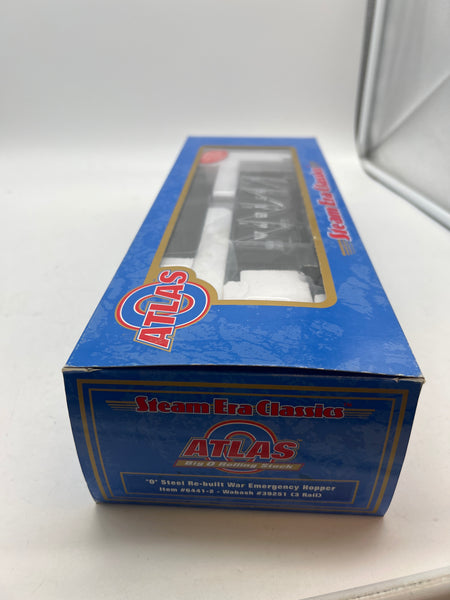 Steam Era Classics
ATLAS
Steam Era Classics
ATLAS
Big O Rolling Stock
"O" Steel Re-built War Emergency Hopper
Item #6441-2 - Wabash #39251 (3 Rail)